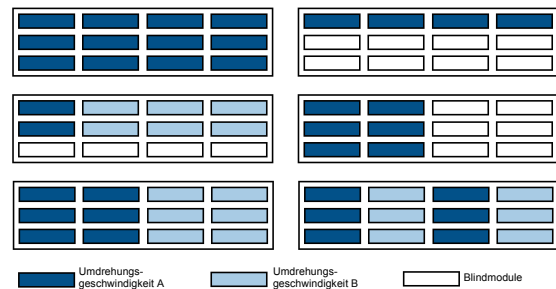 Umdrehungs-
geschwindigkeit A
Umdrehungs-
geschwindigkeit B
Blindmodule